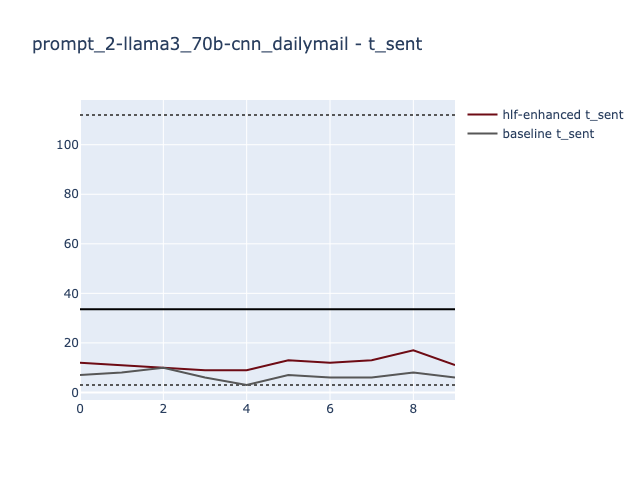 prompt_2-llama3_70b-cnn_dailymail - t_sent
hlf-enhanced t_sent
baseline t_sent
100
80
60
40
20
0
0 2 4 6 8